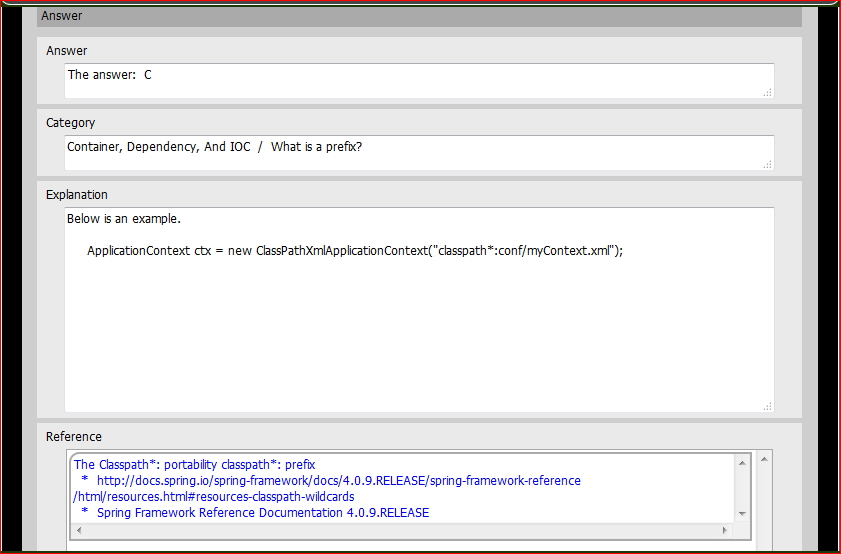 Answer
Answer
The answer:  C
Category
Container, Dependency, And IOC  /  What is a prefix?
Explanation
Below is an example.
ApplicationContext ctx = new ClassPathXmlApplicationContext("classpath*:conf/myContext.xml");
Reference
The Classpath*: portability classpath*: prefix
*  http://docs.spring.io/spring-framework/docs/4.0.9.RELEASE/spring-framework-reference
/html/resources.html#resources-classpath-wildcards
*  Spring Framework Reference Documentation 4.0.9.RELEASE